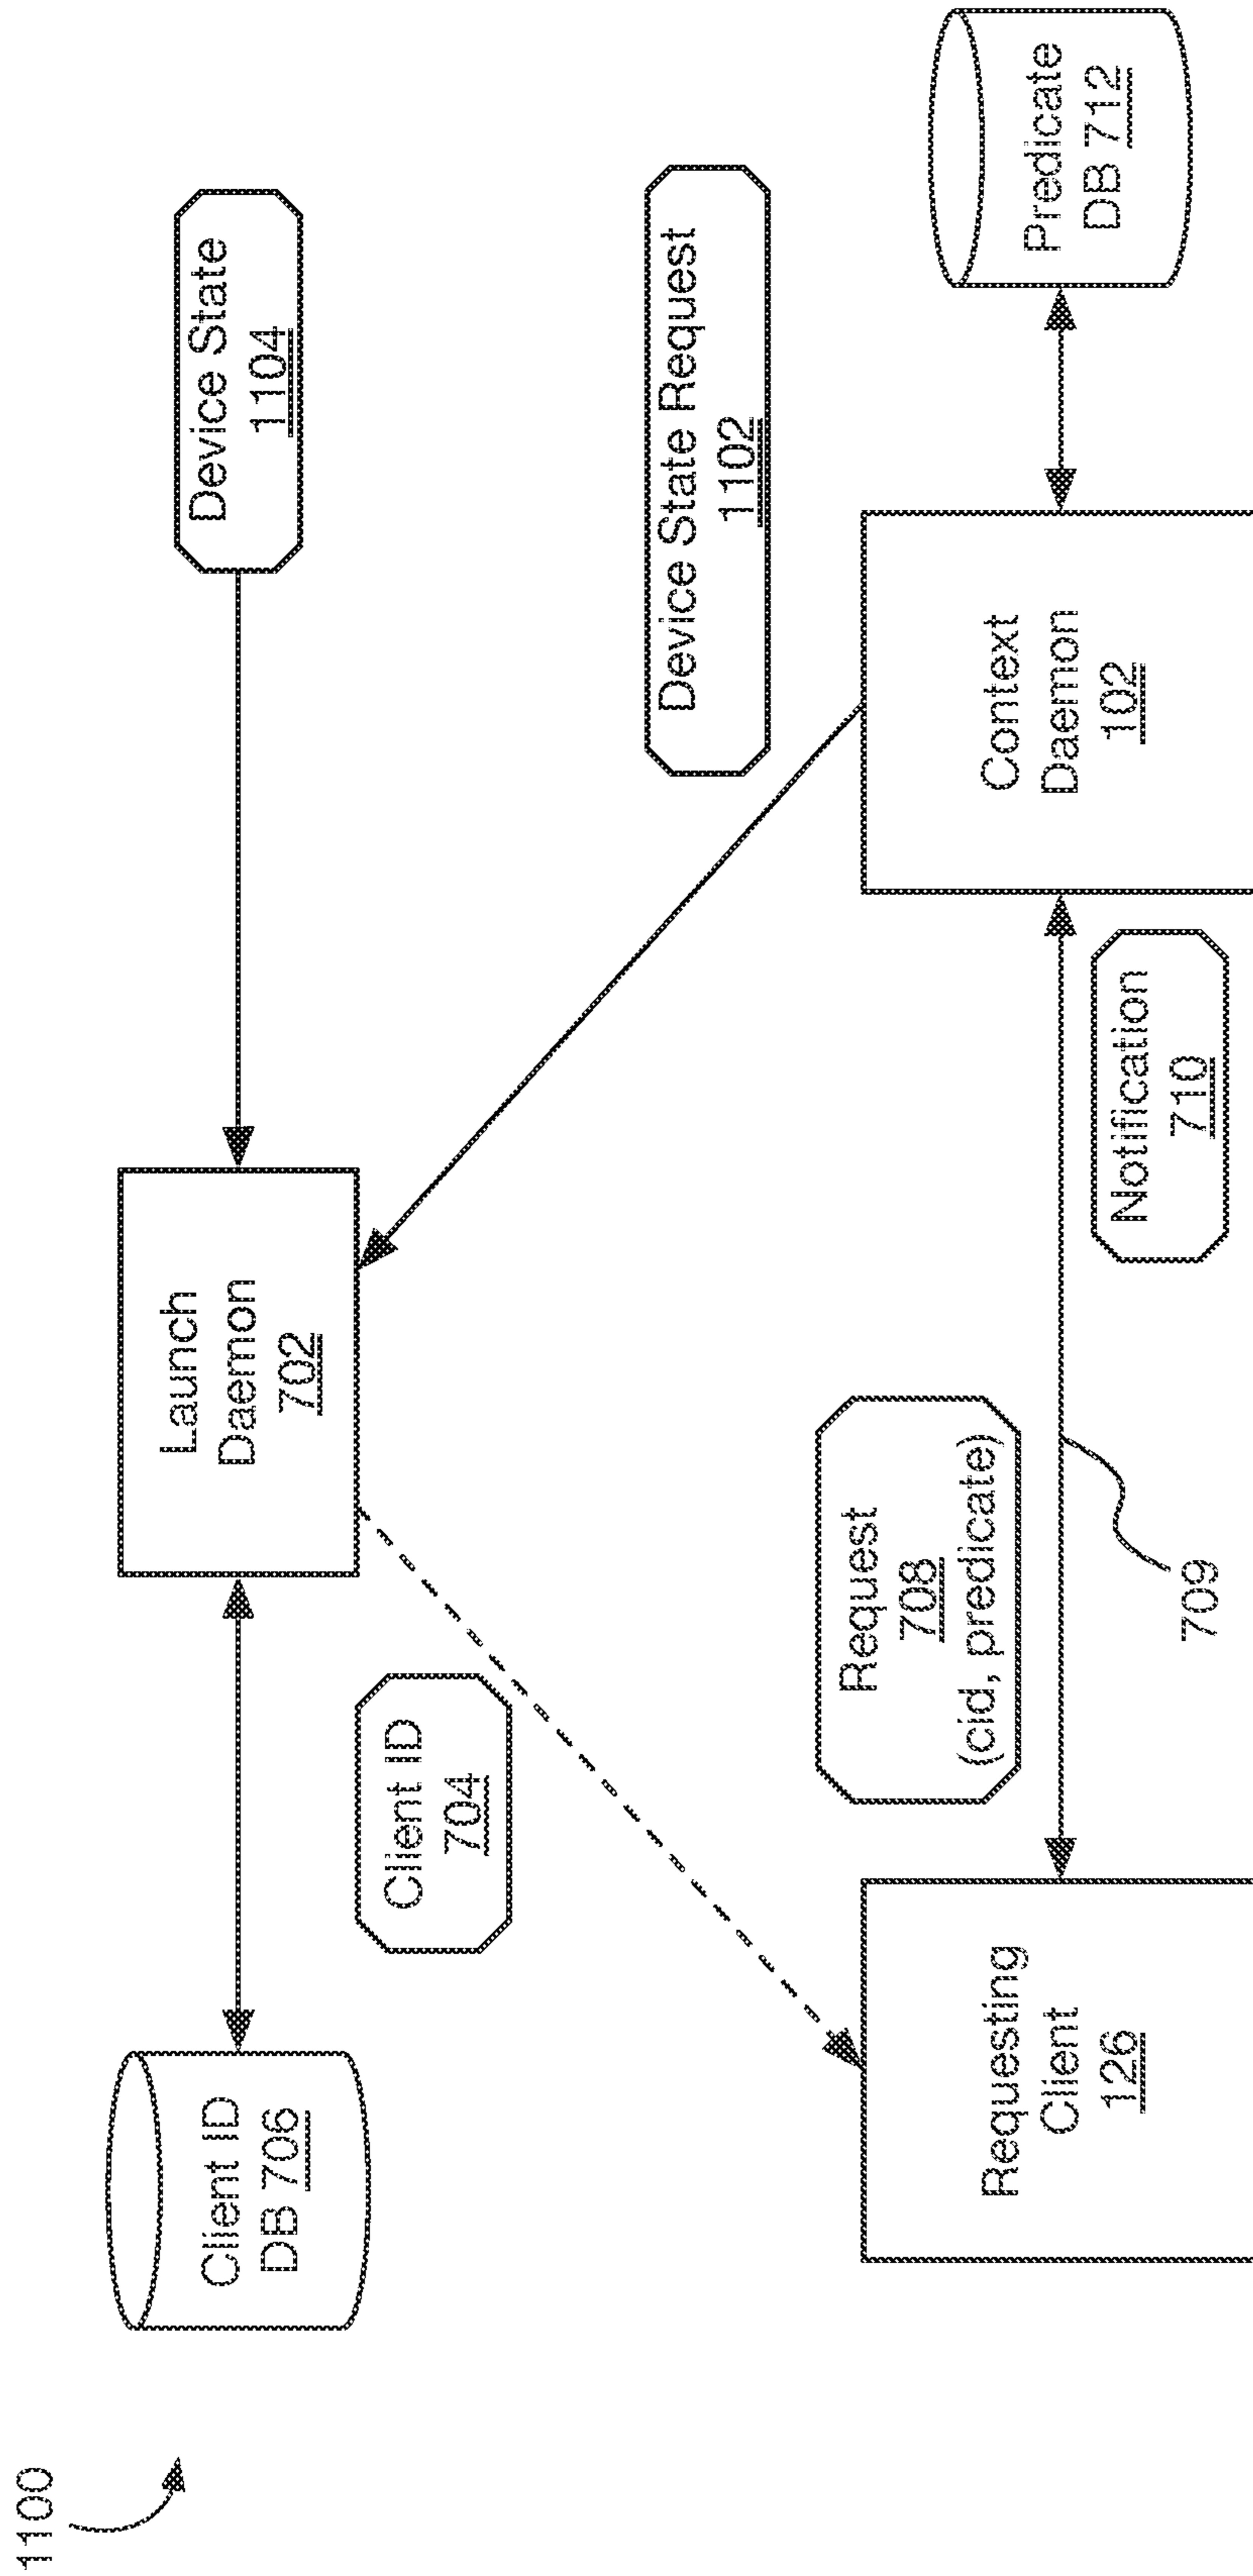 1100
Client ID
DB 706
Launch
Daemon
702
Device State
1104
Client ID
704
Device State Request
1102
Request
708
(cid, predicate)
Requesting
Client
126
709
Notification
710
Context
Daemon
102
Predicate
DB 712